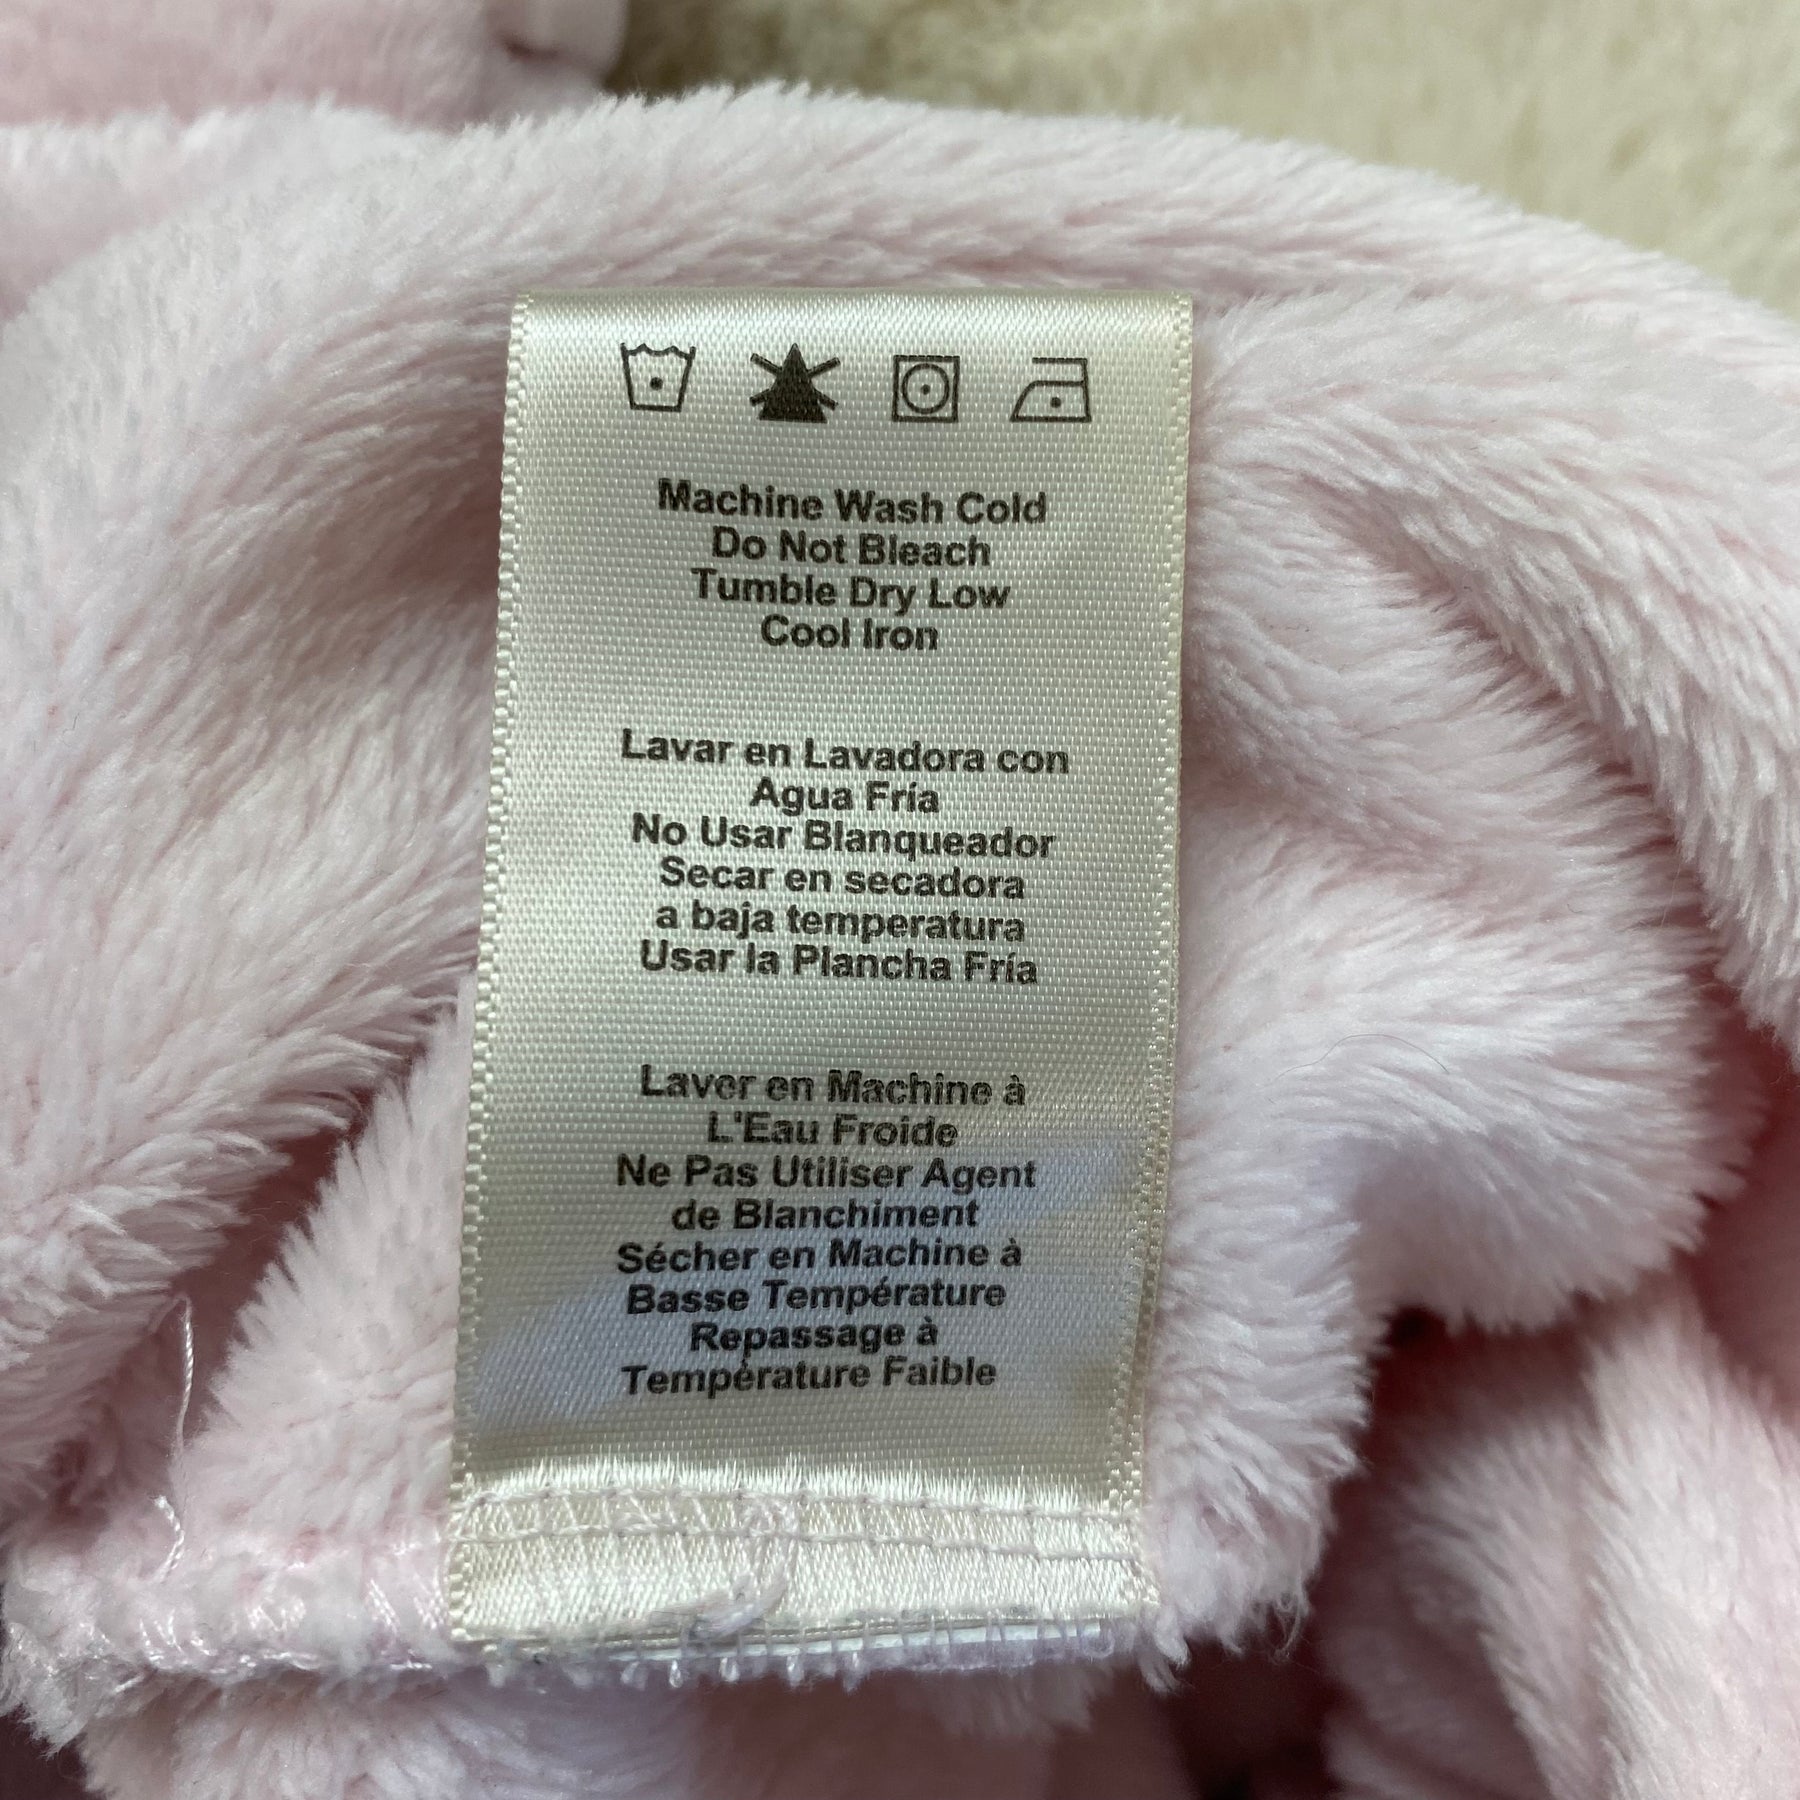 Machine Wash Cold
Do Not Bleach
Tumble Dry Low
Cool Iron
Lavar en Lavadora con
Agua Fría
No Usar Blanqueador
Secar en secadora
a baja temperatura
Usar la Plancha Fría
Laver en Machine à
L'Eau Froide
Ne Pas Utiliser Agent
de Blanchiment
Sécher en Machine à
Basse Température
Repassage à
Température Faible